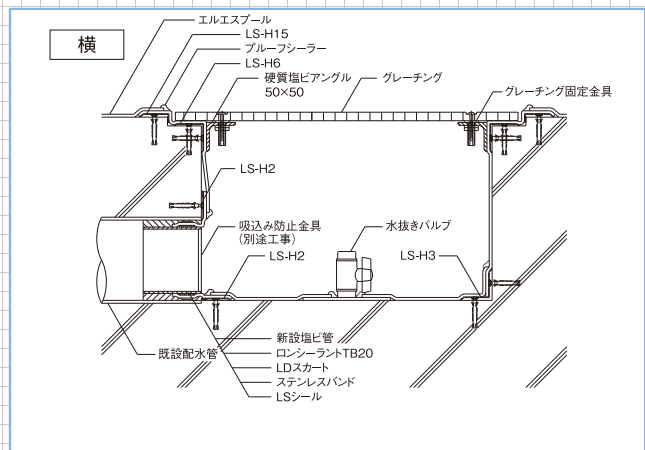 横
エルエスプール
LS-H15
プルーフシーラー
LS-H6
硬質塩ビアングル
50×50
グレーチング
グレーチング固定金具
LS-H2
吸込み防止金具
(別途工事)
LS-H2
水抜きバルブ
LS-H3
新設塩ビ管
既設配水管
ロンシーラントTB20
LDスカート
ステンレスバンド
LSシール